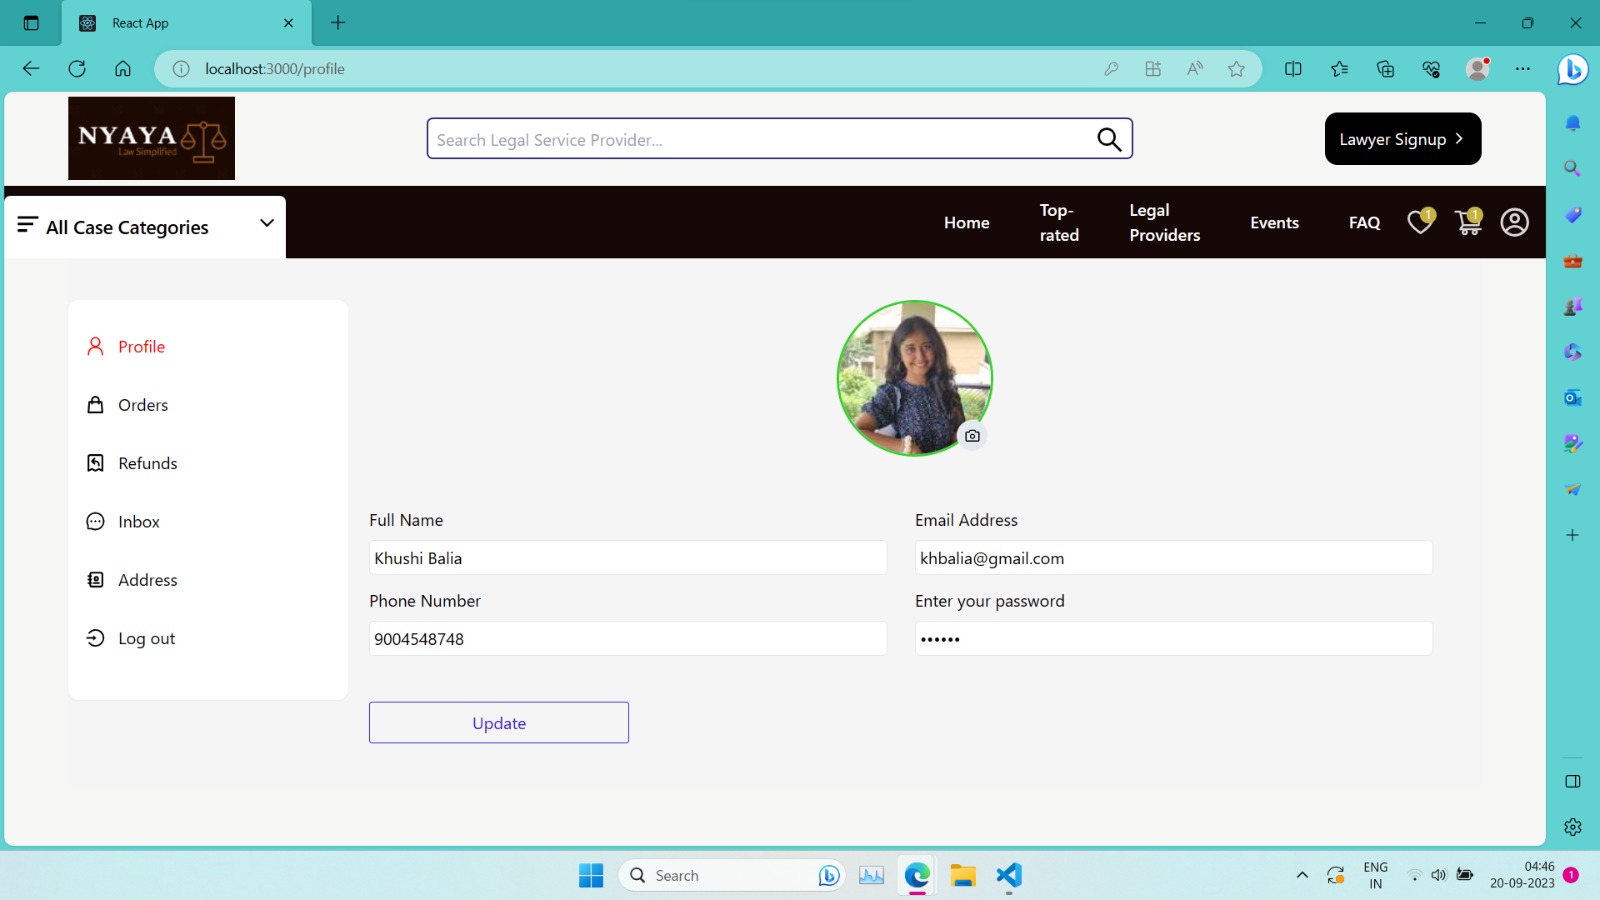 React App
localhost:3000/profile
NYAYA
Law Simplified
Search Legal Service Provider...
Lawyer Signup
All Case Categories
Home
Top-
rated
Legal
Providers
Events
FAQ
1
1
Profile
Orders
Refunds
Inbox
Address
Log out
Full Name
Khushi Balia
Email Address
khbalia@gmail.com
Phone Number
9004548748
Enter your password
••••••
Update
Search
ENG
IN
04:46
20-09-2023
1